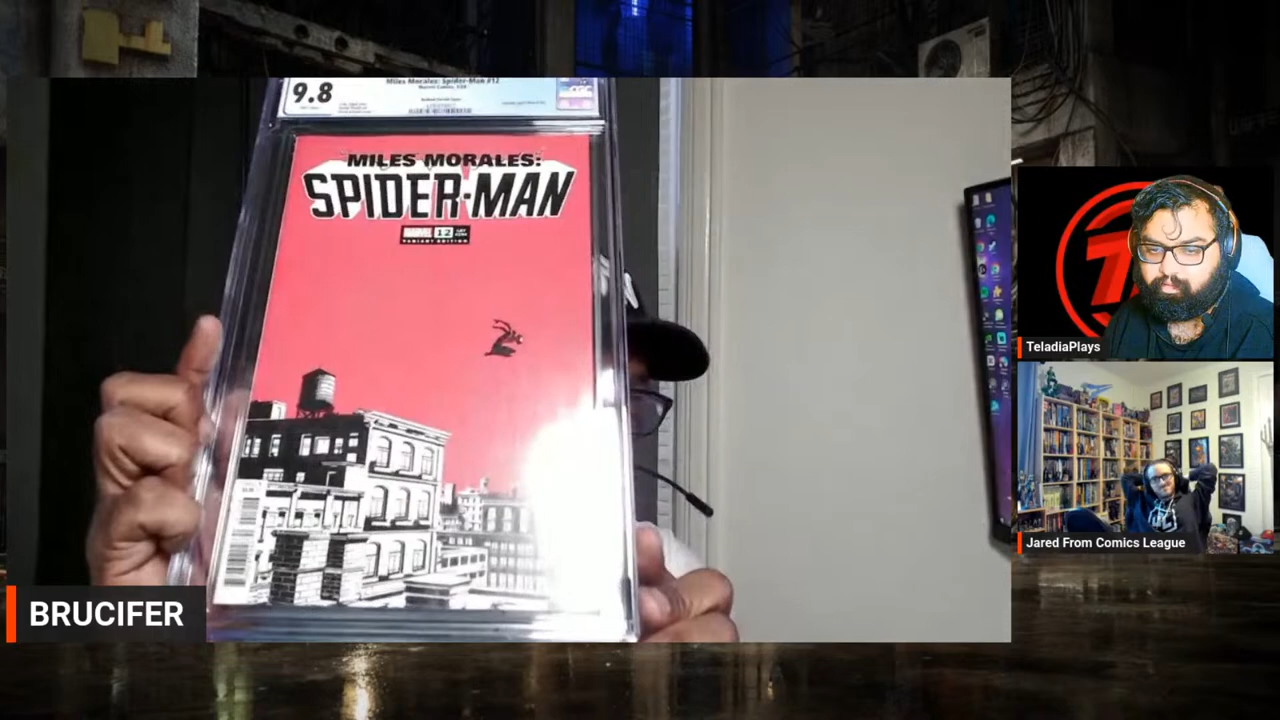 9.8
Miles Morales: Spider-Man #12
CGC
MILES MORALES:
SPIDER-MAN
MARVEL 12
VARIANT EDITION
TeladiaPlays
Jared From Comics League
BRUCIFER